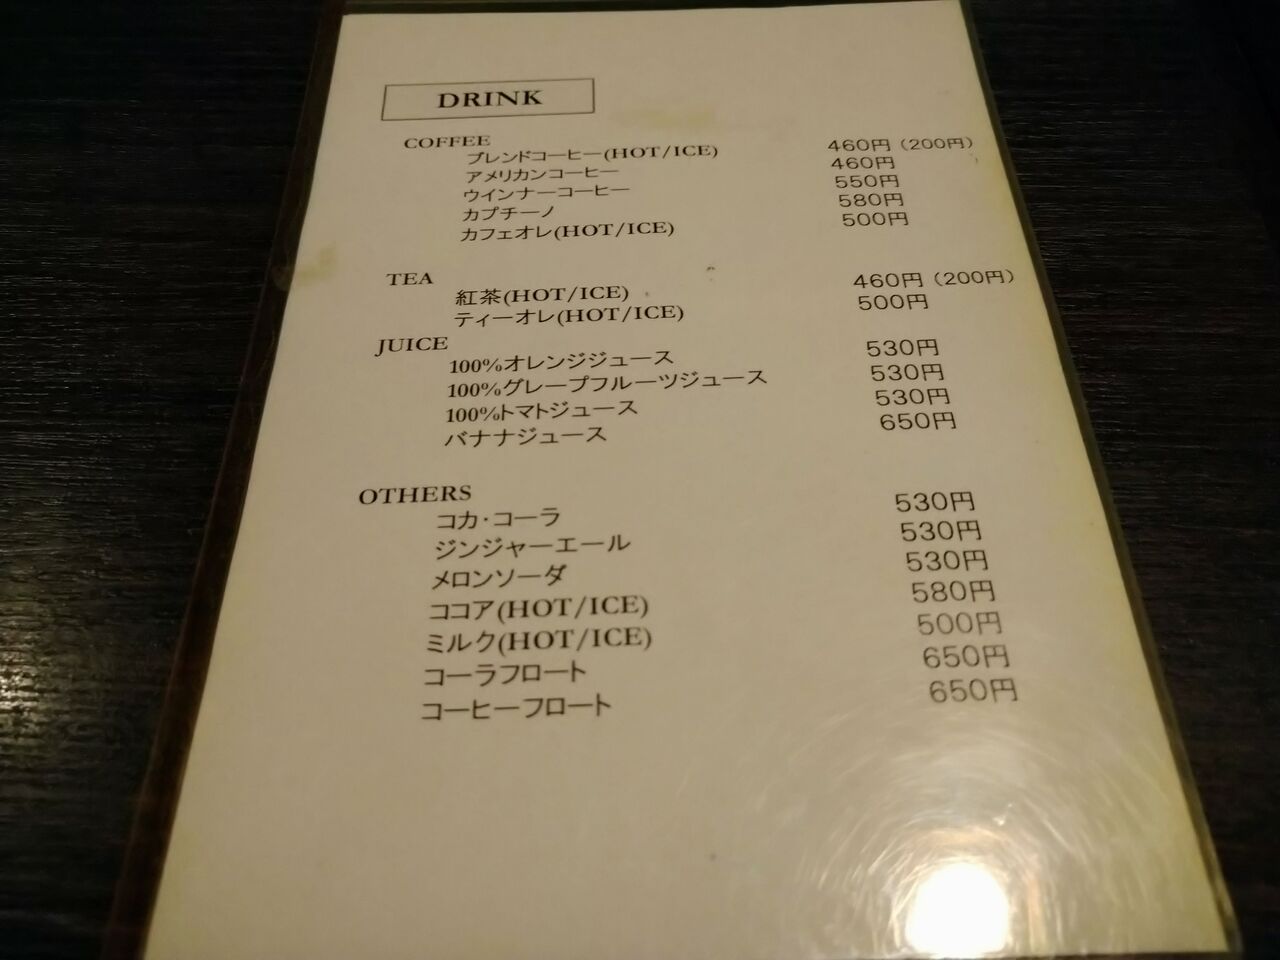 DRINK
COFFEE
ブレンドコーヒー(HOT/ICE) 460円（200円）
アメリカンコーヒー 460円
ウインナーコーヒー 550円
カプチーノ 580円
カフェオレ(HOT/ICE) 500円
TEA
紅茶(HOT/ICE) 460円（200円）
ティーオレ(HOT/ICE) 500円
JUICE
100%オレンジジュース 530円
100%グレープフルーツジュース 530円
100%トマトジュース 530円
バナナジュース 650円
OTHERS
コカ・コーラ 530円
ジンジャーエール 530円
メロンソーダ 530円
ココア(HOT/ICE) 580円
ミルク(HOT/ICE) 500円
コーラフロート 650円
コーヒーフロート 650円